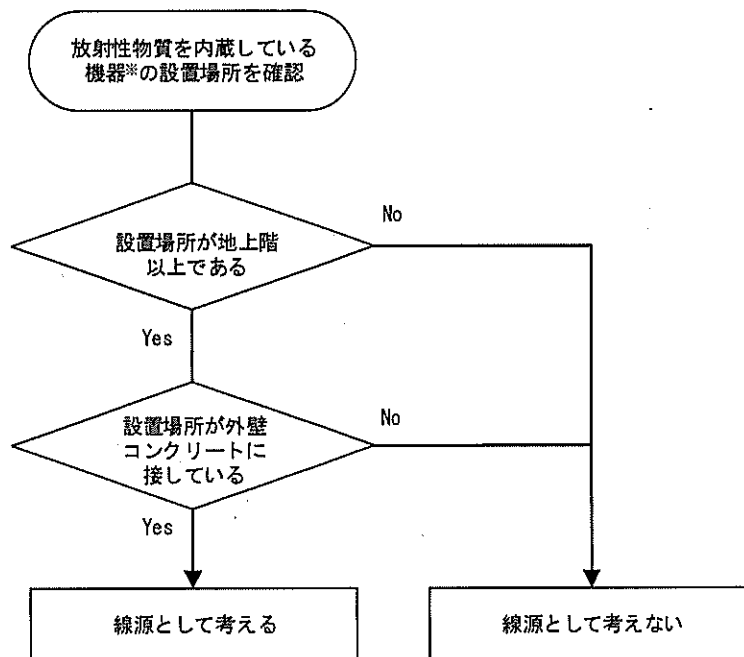 放射性物質を内蔵している
機器※の設置場所を確認
No
設置場所が地上階
以上である
Yes
No
設置場所が外壁
コンクリートに
接している
Yes
線源として考える
線源として考えない